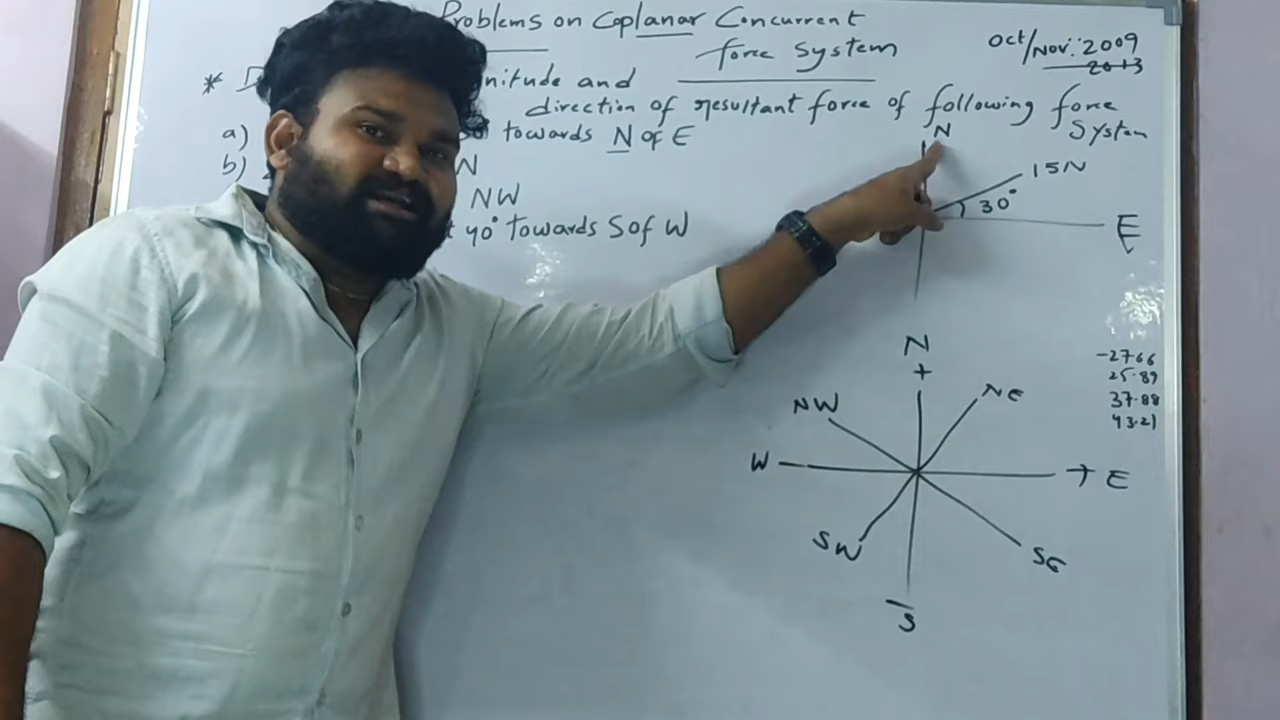 Problems on Coplanar Concurrent
force System
Oct/Nov: 2009
2013
* nitude and
direction of resultant force of following force
System
a) towards N of E
b) N
NW
40° towards S of W
N
15N
30°
E
N
+
NW
NE
W
+ E
SW
SE
S
-27.66
25.89
37.88
43.21